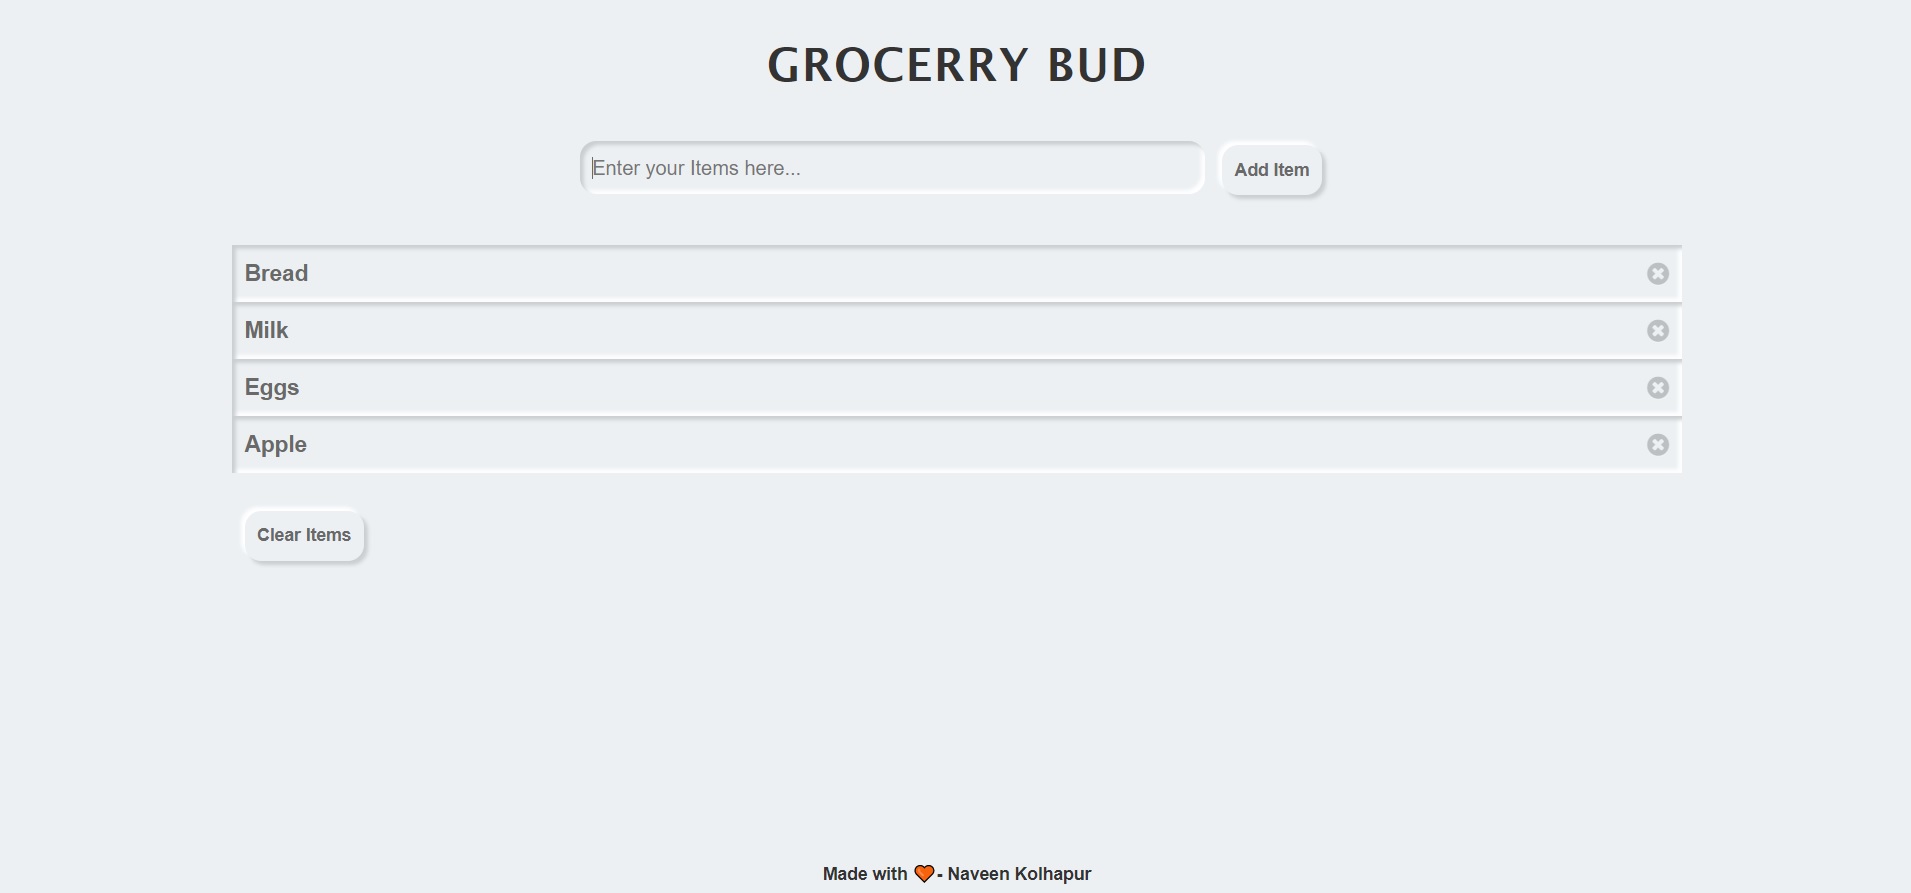 GROCERRY BUD
Enter your Items here...
Add Item
Bread
Milk
Eggs
Apple
Clear Items
Made with 🧡- Naveen Kolhapur